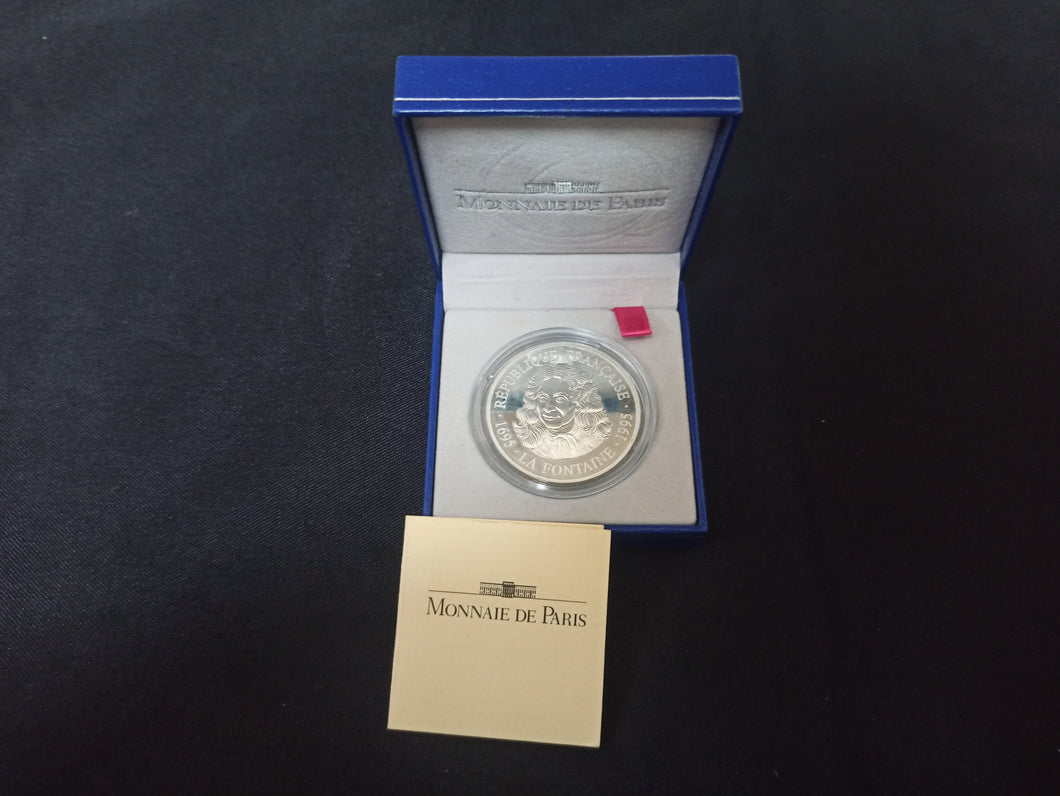 MONNAIE DE PARIS
· RÉPUBLIQUE FRANÇAISE ·
1695 · LA FONTAINE · 1995
MONNAIE DE PARIS